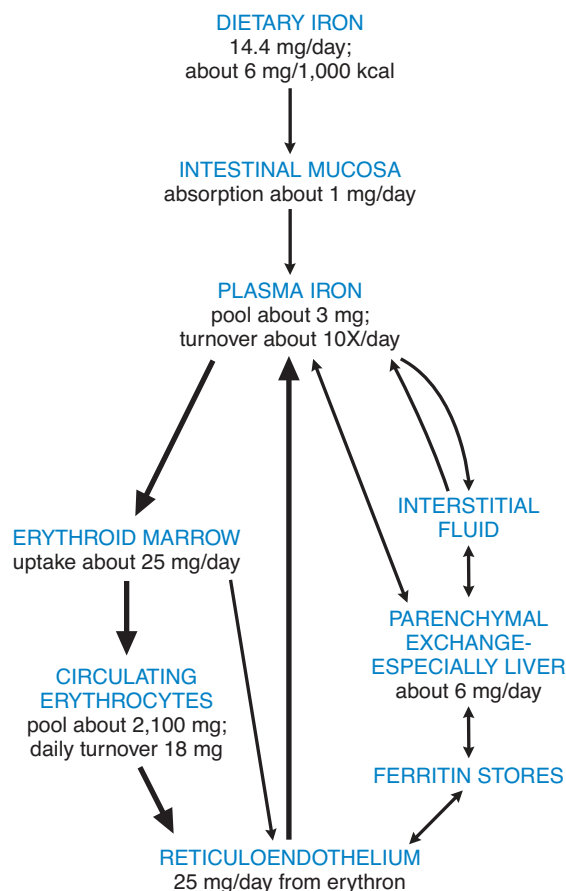 DIETARY IRON
14.4 mg/day;
about 6 mg/1,000 kcal
INTESTINAL MUCOSA
absorption about 1 mg/day
PLASMA IRON
pool about 3 mg;
turnover about 10X/day
INTERSTITIAL
FLUID
ERYTHROID MARROW
uptake about 25 mg/day
PARENCHYMAL
EXCHANGE-
ESPECIALLY LIVER
about 6 mg/day
CIRCULATING
ERYTHROCYTES
pool about 2,100 mg;
daily turnover 18 mg
FERRITIN STORES
RETICULOENDOTHELIUM
25 mg/day from erythron